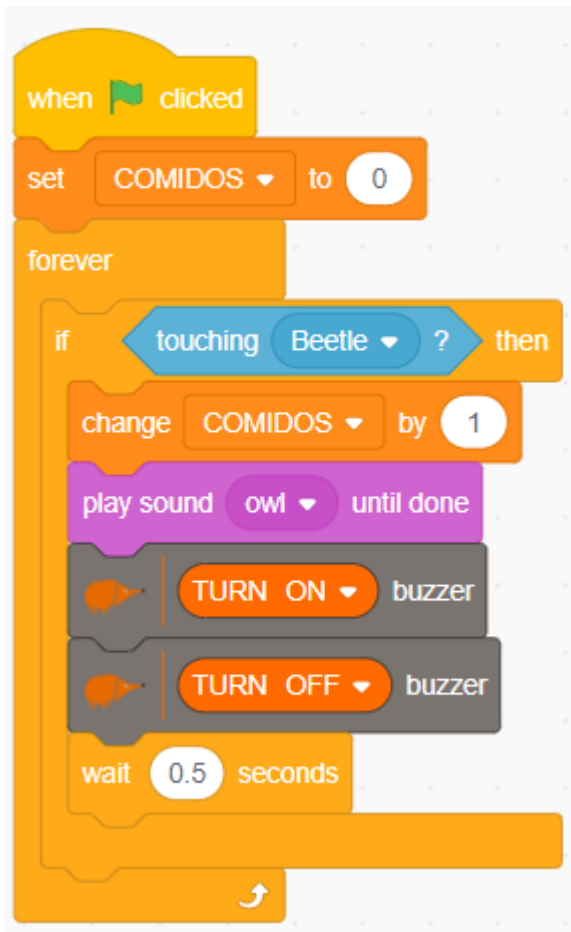 when clicked
set COMIDOS to 0
forever
if touching Beetle ? then
change COMIDOS by 1
play sound owl until done
TURN ON buzzer
TURN OFF buzzer
wait 0.5 seconds